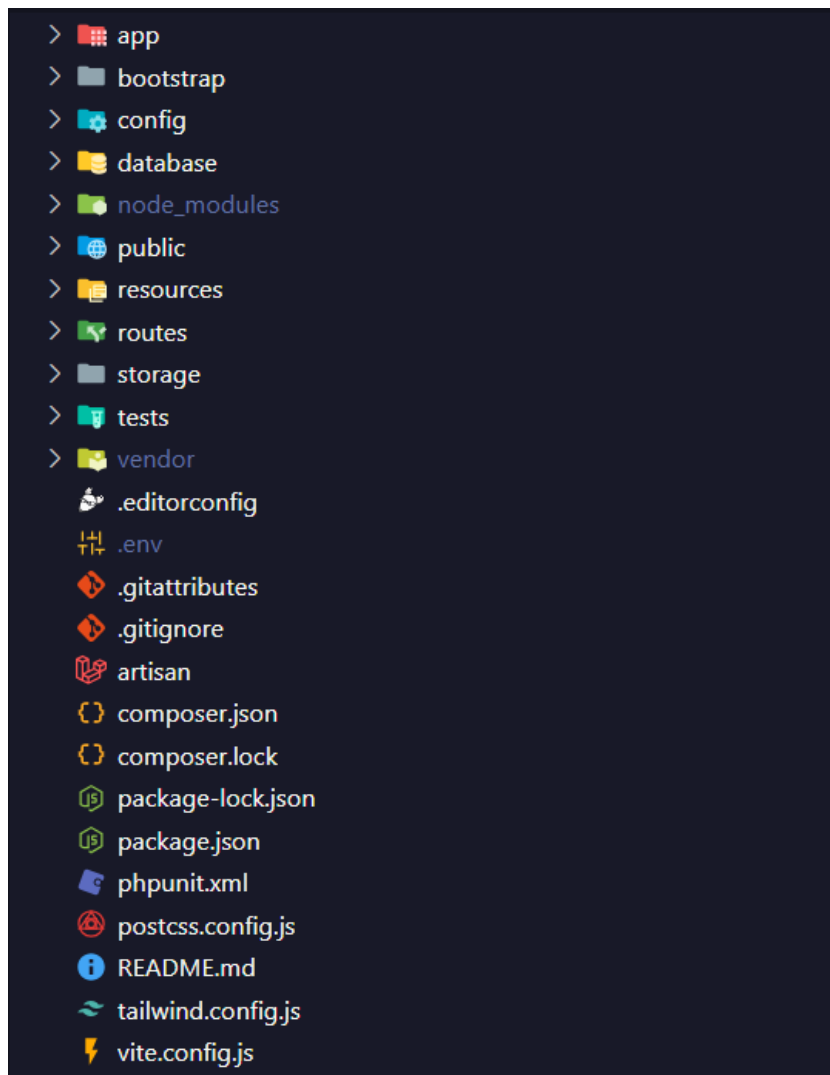 app
bootstrap
config
database
node_modules
public
resources
routes
storage
tests
vendor
.editorconfig
.env
.gitattributes
.gitignore
artisan
composer.json
composer.lock
package-lock.json
package.json
phpunit.xml
postcss.config.js
README.md
tailwind.config.js
vite.config.js